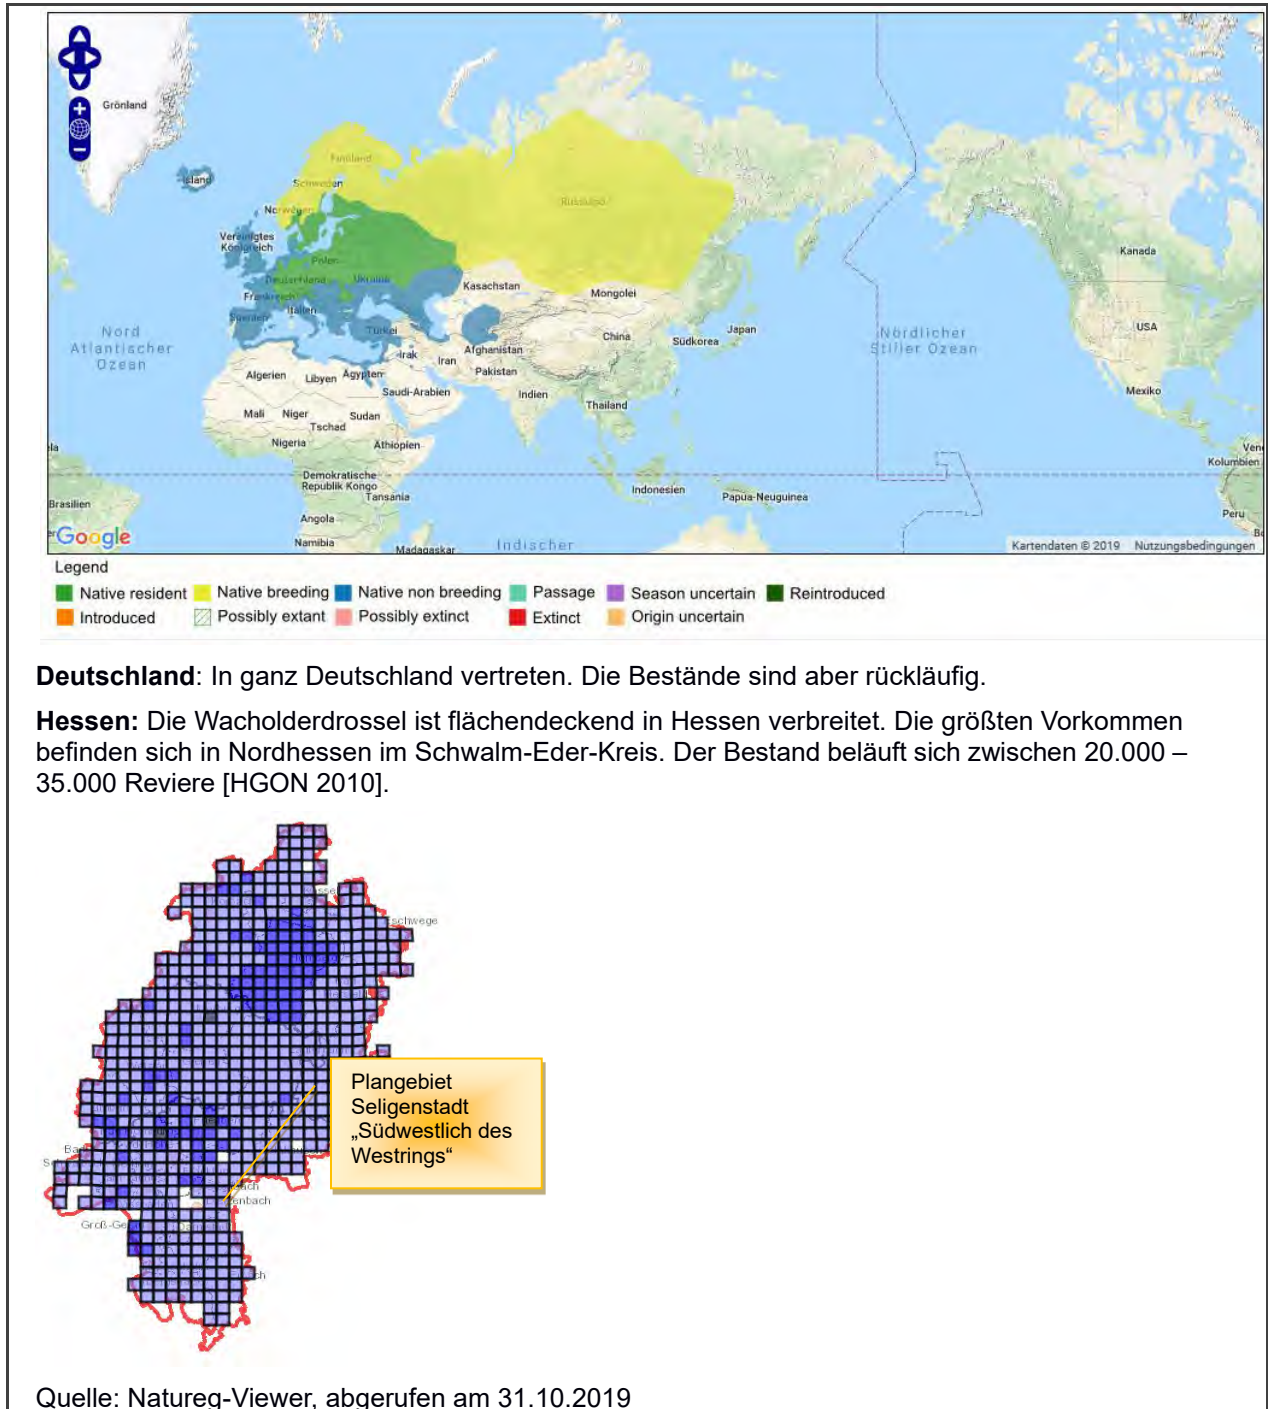 Grönland
Island
Finnland
Schweden
Norwegen
Russland
Vereinigtes
Königreich
Polen
Deutschland
Ukraine
Frankreich
Italien
Spanien
Türkei
Kasachstan
Mongolei
Kanada
USA
Nord
Atlantischer
Ozean
Nördlicher
Stiller Ozean
China
Japan
Südkorea
Irak
Iran
Afghanistan
Pakistan
Algerien
Libyen
Ägypten
Saudi-Arabien
Indien
Thailand
Mexiko
Mali
Niger
Sudan
Tschad
Nigeria
Äthiopien
Kolumbien
Demokratische
Republik Kongo
Tansania
Indonesien
Papua-Neuguinea
Brasilien
Peru
Angola
Namibia
Madagaskar
Indischer
Google
Kartendaten © 2019 Nutzungsbedingungen
Legend
Native resident Native breeding Native non breeding Passage Season uncertain Reintroduced
Introduced Possibly extant Possibly extinct Extinct Origin uncertain
Deutschland: In ganz Deutschland vertreten. Die Bestände sind aber rückläufig.
Hessen: Die Wacholderdrossel ist flächendeckend in Hessen verbreitet. Die größten Vorkommen
befinden sich in Nordhessen im Schwalm-Eder-Kreis. Der Bestand beläuft sich zwischen 20.000 –
35.000 Reviere [HGON 2010].
Plangebiet
Seligenstadt
„Südwestlich des
Westrings“
Groß-Ge
Quelle: Natureg-Viewer, abgerufen am 31.10.2019